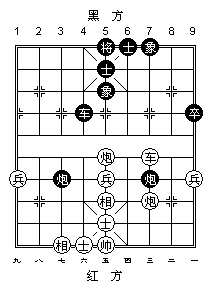 黑 方
1 2 3 4 5 6 7 8 9
将 士 象
士
象
车 卒
炮 车
兵 炮 兵 炮 兵
相 炮
士
相 士 帅
九 八 七 六 五 四 三 二 一
红 方